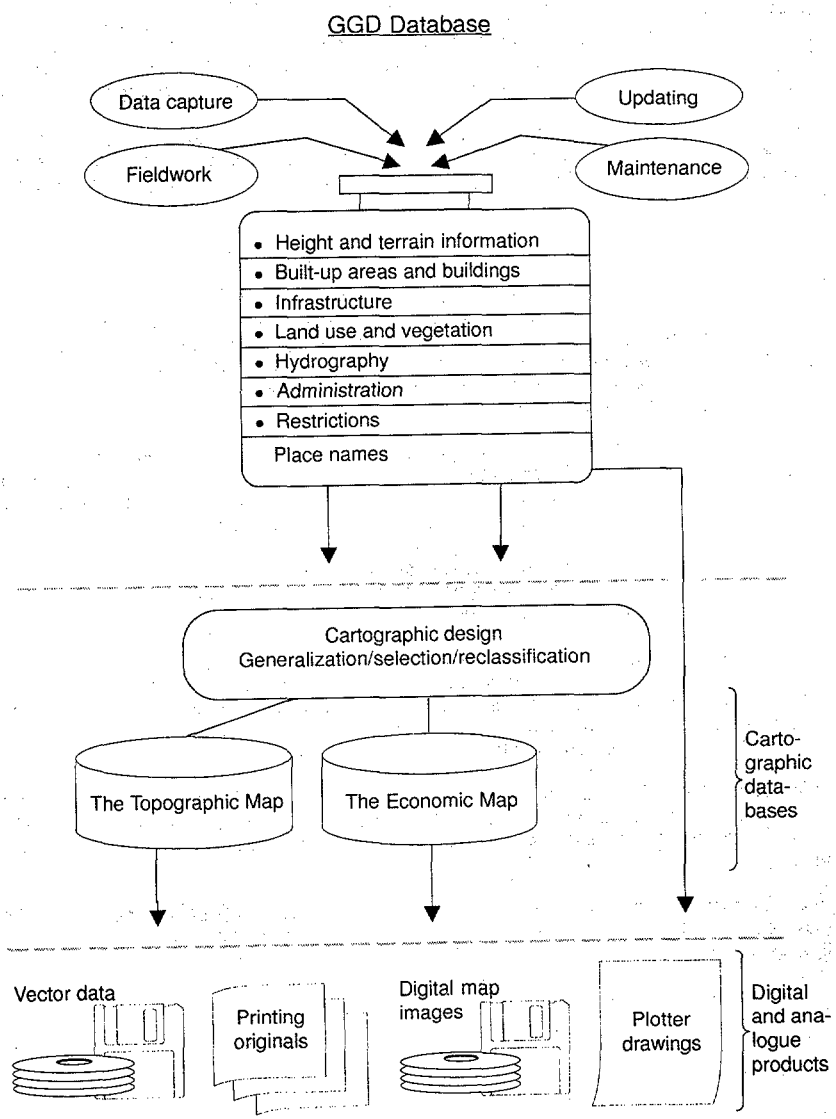 GGD Database
Data capture
Updating
Fieldwork
Maintenance
• Height and terrain information
• Built-up areas and buildings
• Infrastructure
• Land use and vegetation
• Hydrography
• Administration
• Restrictions
Place names
Cartographic design
Generalization/selection/reclassification
The Topographic Map
The Economic Map
Carto-
graphic
data-
bases
Vector data
Printing
originals
Digital map
images
Plotter
drawings
Digital
and ana-
logue
products